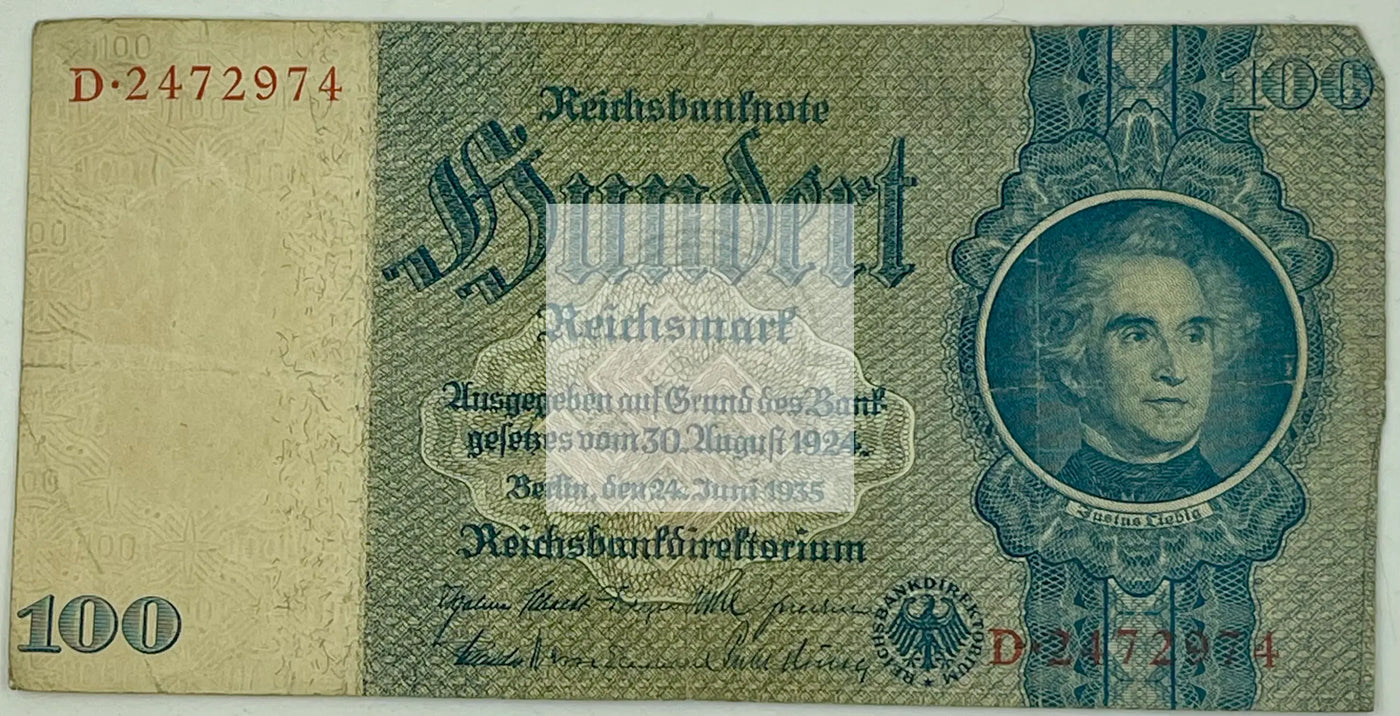 D·2472974
100
Reichsbanknote
Hundert
Reichsmark
Ausgegeben auf Grund des Bank-
gesetzes vom 30. August 1924.
Berlin, den 24. Juni 1935
Reichsbankdirektorium
Justus Liebig
REICHSBANKDIREKTORIUM
D·2472974
100